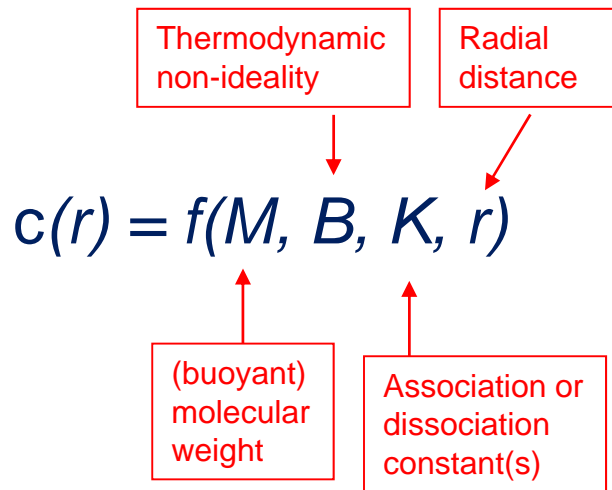 Thermodynamic
non-ideality
Radial
distance
c(r) = f(M, B, K, r)
(buoyant)
molecular
weight
Association or
dissociation
constant(s)